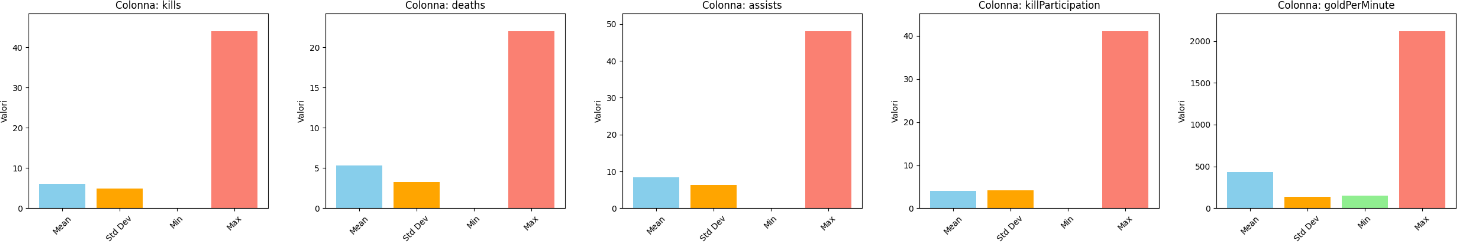 Colonna: kills
Valori
40
30
20
10
0
Mean
Std Dev
Min
Max
Colonna: deaths
Valori
20
15
10
5
0
Mean
Std Dev
Min
Max
Colonna: assists
Valori
50
40
30
20
10
0
Mean
Std Dev
Min
Max
Colonna: killParticipation
Valori
40
30
20
10
0
Mean
Std Dev
Min
Max
Colonna: goldPerMinute
Valori
2000
1500
1000
500
0
Mean
Std Dev
Min
Max